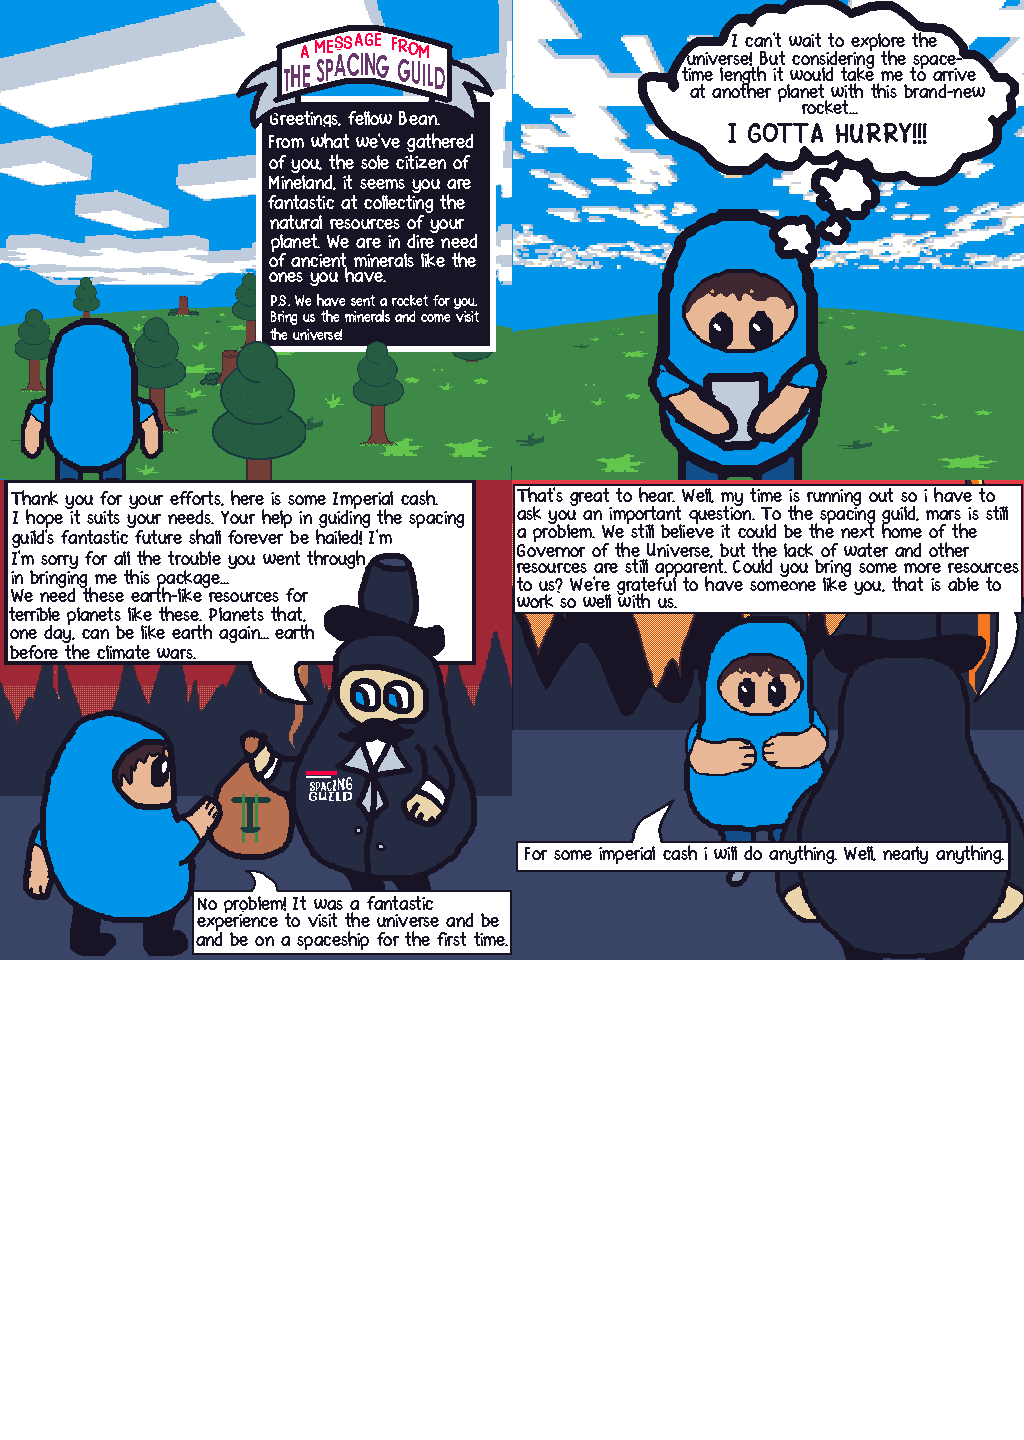 A MESSAGE FROM
THE SPACING GUILD
Greetings, fellow Bean.
From what we've gathered
of you, the sole citizen of
Mineland, it seems you are
fantastic at collecting the
natural resources of your
planet. We are in dire need
of ancient minerals like the
ones you have.
P.S. We have sent a rocket for you.
Bring us the minerals and come visit
the universe!
I can't wait to explore the
universe! But considering the space-
time length it would take me to arrive
at another planet with this brand-new
rocket...
I GOTTA HURRY!!!
Thank you for your efforts, here is some Imperial cash.
I hope it suits your needs. Your help in guiding the spacing
guild's fantastic future shall forever be hailed! I'm
I'm sorry for all the trouble you went through
in bringing me this package...
We need these earth-like resources for
terrible planets like these. Planets that,
one day, can be like earth again... earth
before the climate wars.
SPACING
GUILD
No problem! It was a fantastic
experience to visit the universe and be
and be on a spaceship for the first time.
That's great to hear. Well, my time is running out so i have to
ask you an important question. To the spacing guild, mars is still
a problem. We still believe it could be the next home of the
Governor of the Universe, but the lack of water and other
resources are still apparent. Could you bring some more resources
to us? We're grateful to have someone like you, that is able to
work so well with us.
For some imperial cash i will do anything. Well, nearly anything.